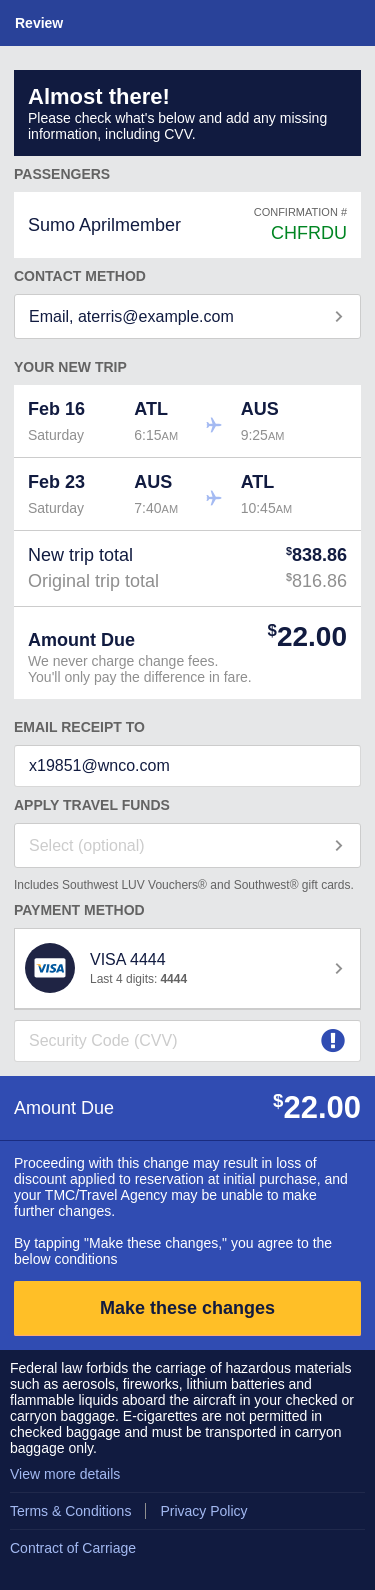 Review
Almost there!
Please check what's below and add any missing
information, including CVV.
PASSENGERS
Sumo Aprilmember
CONFIRMATION #
CHFRDU
CONTACT METHOD
Email, aterris@example.com
YOUR NEW TRIP
Feb 16 ATL AUS
Saturday 6:15AM 9:25AM
Feb 23 AUS ATL
Saturday 7:40AM 10:45AM
New trip total $838.86
Original trip total $816.86
Amount Due $22.00
We never charge change fees.
You'll only pay the difference in fare.
EMAIL RECEIPT TO
x19851@wnco.com
APPLY TRAVEL FUNDS
Select (optional)
Includes Southwest LUV Vouchers® and Southwest® gift cards.
PAYMENT METHOD
VISA
VISA 4444
Last 4 digits: 4444
Security Code (CVV)
Amount Due $22.00
Proceeding with this change may result in loss of
discount applied to reservation at initial purchase, and
your TMC/Travel Agency may be unable to make
further changes.
By tapping "Make these changes," you agree to the
below conditions
Make these changes
Federal law forbids the carriage of hazardous materials
such as aerosols, fireworks, lithium batteries and
flammable liquids aboard the aircraft in your checked or
carryon baggage. E-cigarettes are not permitted in
checked baggage and must be transported in carryon
baggage only.
View more details
Terms & Conditions Privacy Policy
Contract of Carriage